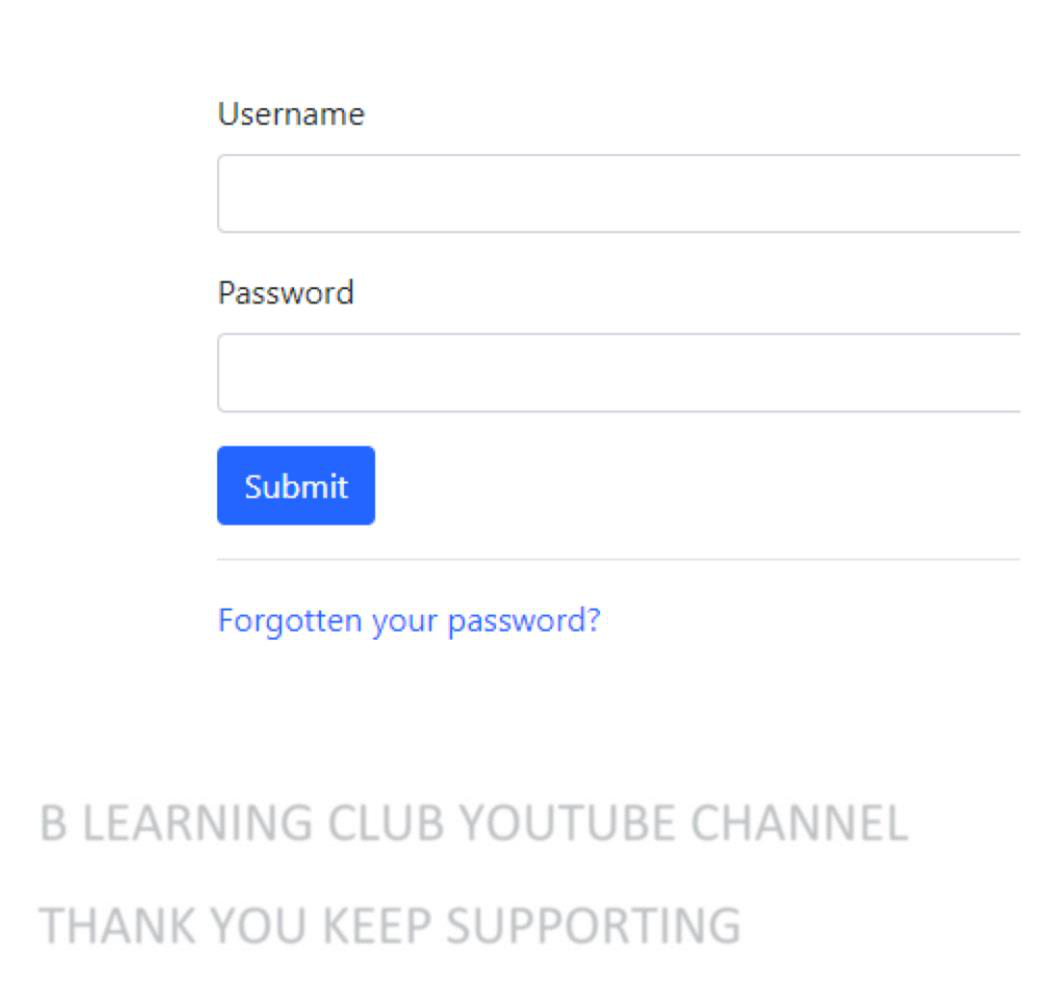 Username
Password
Submit
Forgotten your password?
B LEARNING CLUB YOUTUBE CHANNEL
THANK YOU KEEP SUPPORTING